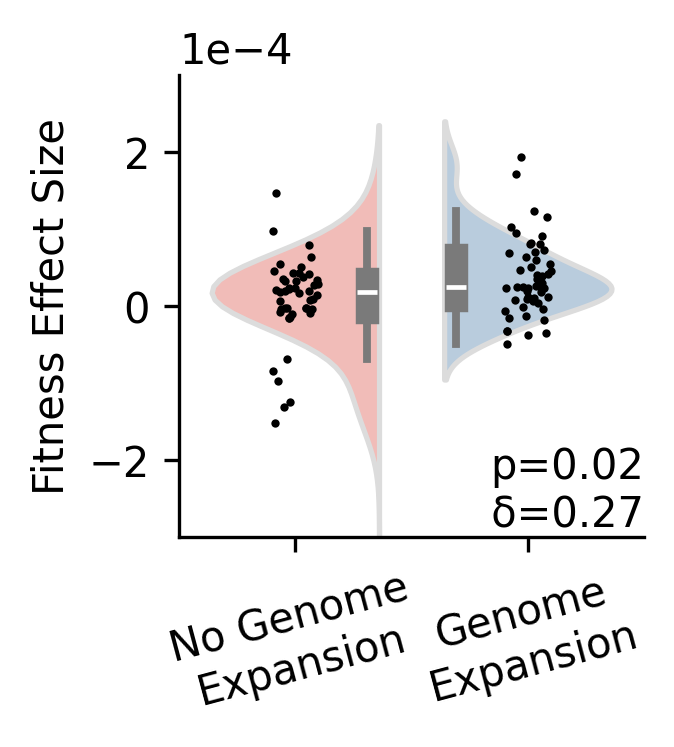 1e−4
Fitness Effect Size
2
0
−2
p=0.02
δ=0.27
No Genome
Expansion
Genome
Expansion